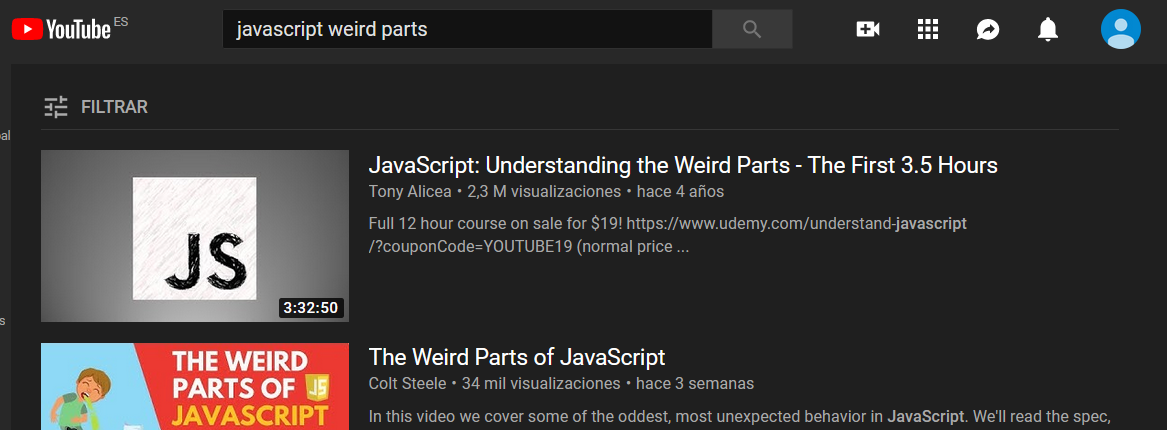 YouTube ES
javascript weird parts
FILTRAR
al
JS
3:32:50
JavaScript: Understanding the Weird Parts - The First 3.5 Hours
Tony Alicea • 2,3 M visualizaciones • hace 4 años
Full 12 hour course on sale for $19! https://www.udemy.com/understand-javascript
/?couponCode=YOUTUBE19 (normal price ...
s
THE WEIRD
PARTS OF JS
JAVASCRIPT
The Weird Parts of JavaScript
Colt Steele • 34 mil visualizaciones • hace 3 semanas
In this video we cover some of the oddest, most unexpected behavior in JavaScript. We'll read the spec,